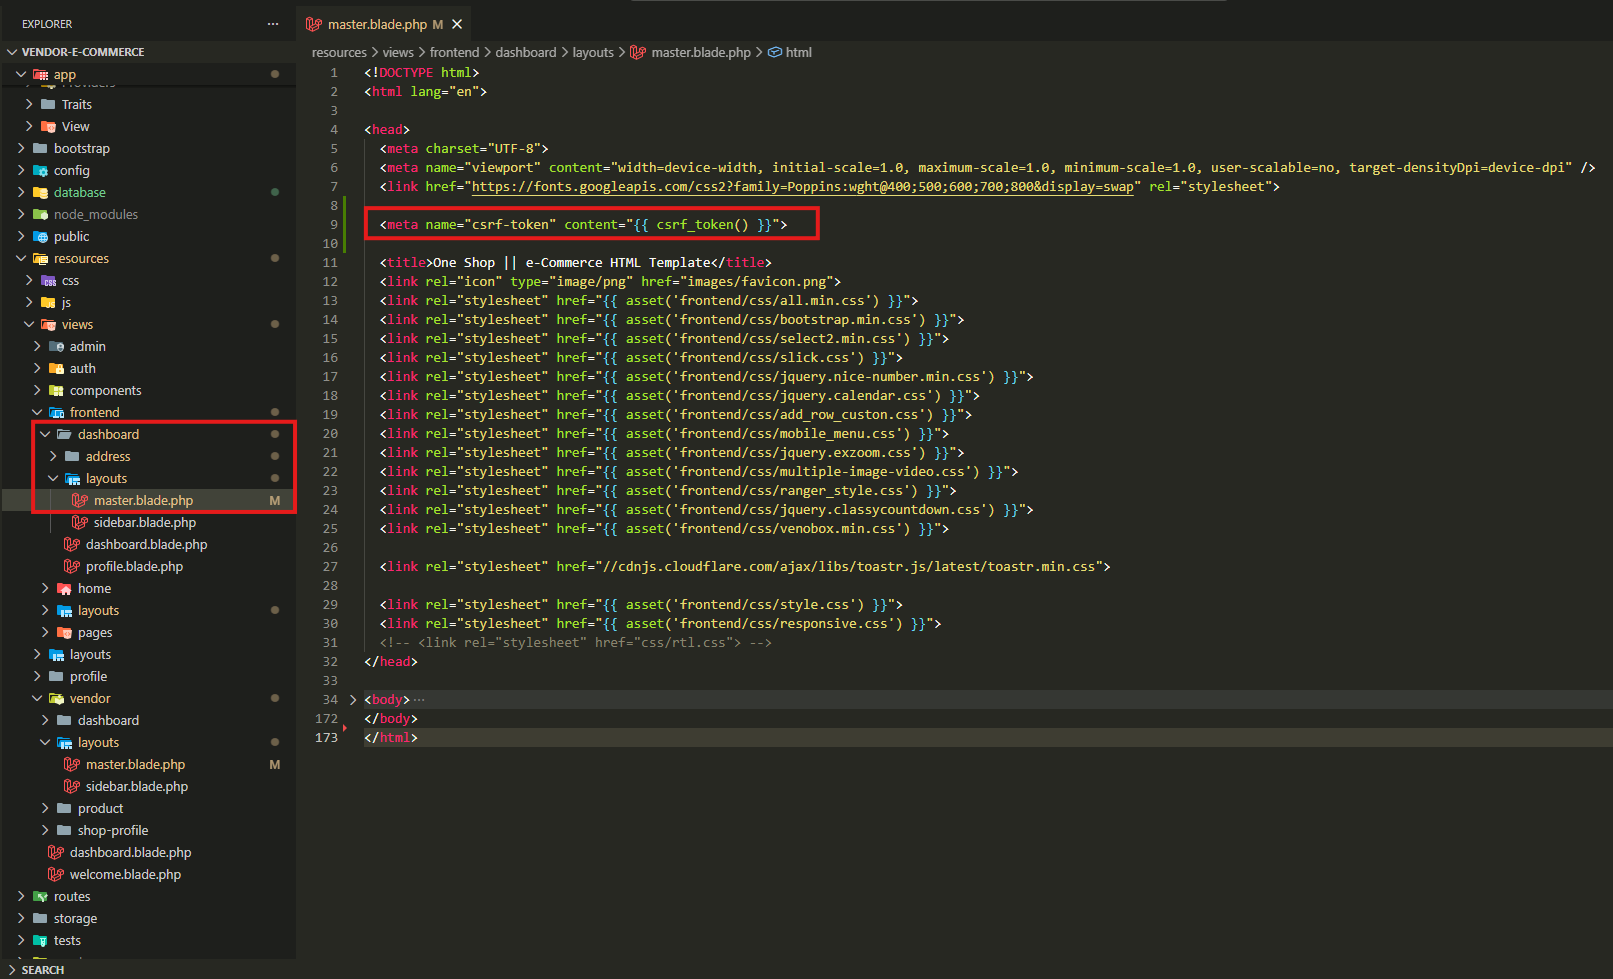 EXPLORER
VENDOR-E-COMMERCE
app
Providers
Traits
View
bootstrap
config
database
node_modules
public
resources
css
js
views
admin
auth
components
frontend
dashboard
address
layouts
master.blade.php M
sidebar.blade.php
dashboard.blade.php
profile.blade.php
home
layouts
pages
layouts
profile
vendor
dashboard
layouts
master.blade.php M
sidebar.blade.php
product
shop-profile
dashboard.blade.php
welcome.blade.php
routes
storage
tests
SEARCH
master.blade.php M
resources > views > frontend > dashboard > layouts > master.blade.php > html
1 <!DOCTYPE html>
2 <html lang="en">
3
4 <head>
5 <meta charset="UTF-8">
6 <meta name="viewport" content="width=device-width, initial-scale=1.0, maximum-scale=1.0, minimum-scale=1.0, user-scalable=no, target-densityDpi=device-dpi" />
7 <link href="https://fonts.googleapis.com/css2?family=Poppins:wght@400;500;600;700;800&display=swap" rel="stylesheet">
8
9 <meta name="csrf-token" content="{{ csrf_token() }}">
10
11 <title>One Shop || e-Commerce HTML Template</title>
12 <link rel="icon" type="image/png" href="images/favicon.png">
13 <link rel="stylesheet" href="{{ asset('frontend/css/all.min.css') }}">
14 <link rel="stylesheet" href="{{ asset('frontend/css/bootstrap.min.css') }}">
15 <link rel="stylesheet" href="{{ asset('frontend/css/select2.min.css') }}">
16 <link rel="stylesheet" href="{{ asset('frontend/css/slick.css') }}">
17 <link rel="stylesheet" href="{{ asset('frontend/css/jquery.nice-number.min.css') }}">
18 <link rel="stylesheet" href="{{ asset('frontend/css/jquery.calendar.css') }}">
19 <link rel="stylesheet" href="{{ asset('frontend/css/add_row_custon.css') }}">
20 <link rel="stylesheet" href="{{ asset('frontend/css/mobile_menu.css') }}">
21 <link rel="stylesheet" href="{{ asset('frontend/css/jquery.exzoom.css') }}">
22 <link rel="stylesheet" href="{{ asset('frontend/css/multiple-image-video.css') }}">
23 <link rel="stylesheet" href="{{ asset('frontend/css/ranger_style.css') }}">
24 <link rel="stylesheet" href="{{ asset('frontend/css/jquery.classycountdown.css') }}">
25 <link rel="stylesheet" href="{{ asset('frontend/css/venobox.min.css') }}">
26
27 <link rel="stylesheet" href="//cdnjs.cloudflare.com/ajax/libs/toastr.js/latest/toastr.min.css">
28
29 <link rel="stylesheet" href="{{ asset('frontend/css/style.css') }}">
30 <link rel="stylesheet" href="{{ asset('frontend/css/responsive.css') }}">
31 <!-- <link rel="stylesheet" href="css/rtl.css"> -->
32 </head>
33
34 <body>···
172 </body>
173 </html>